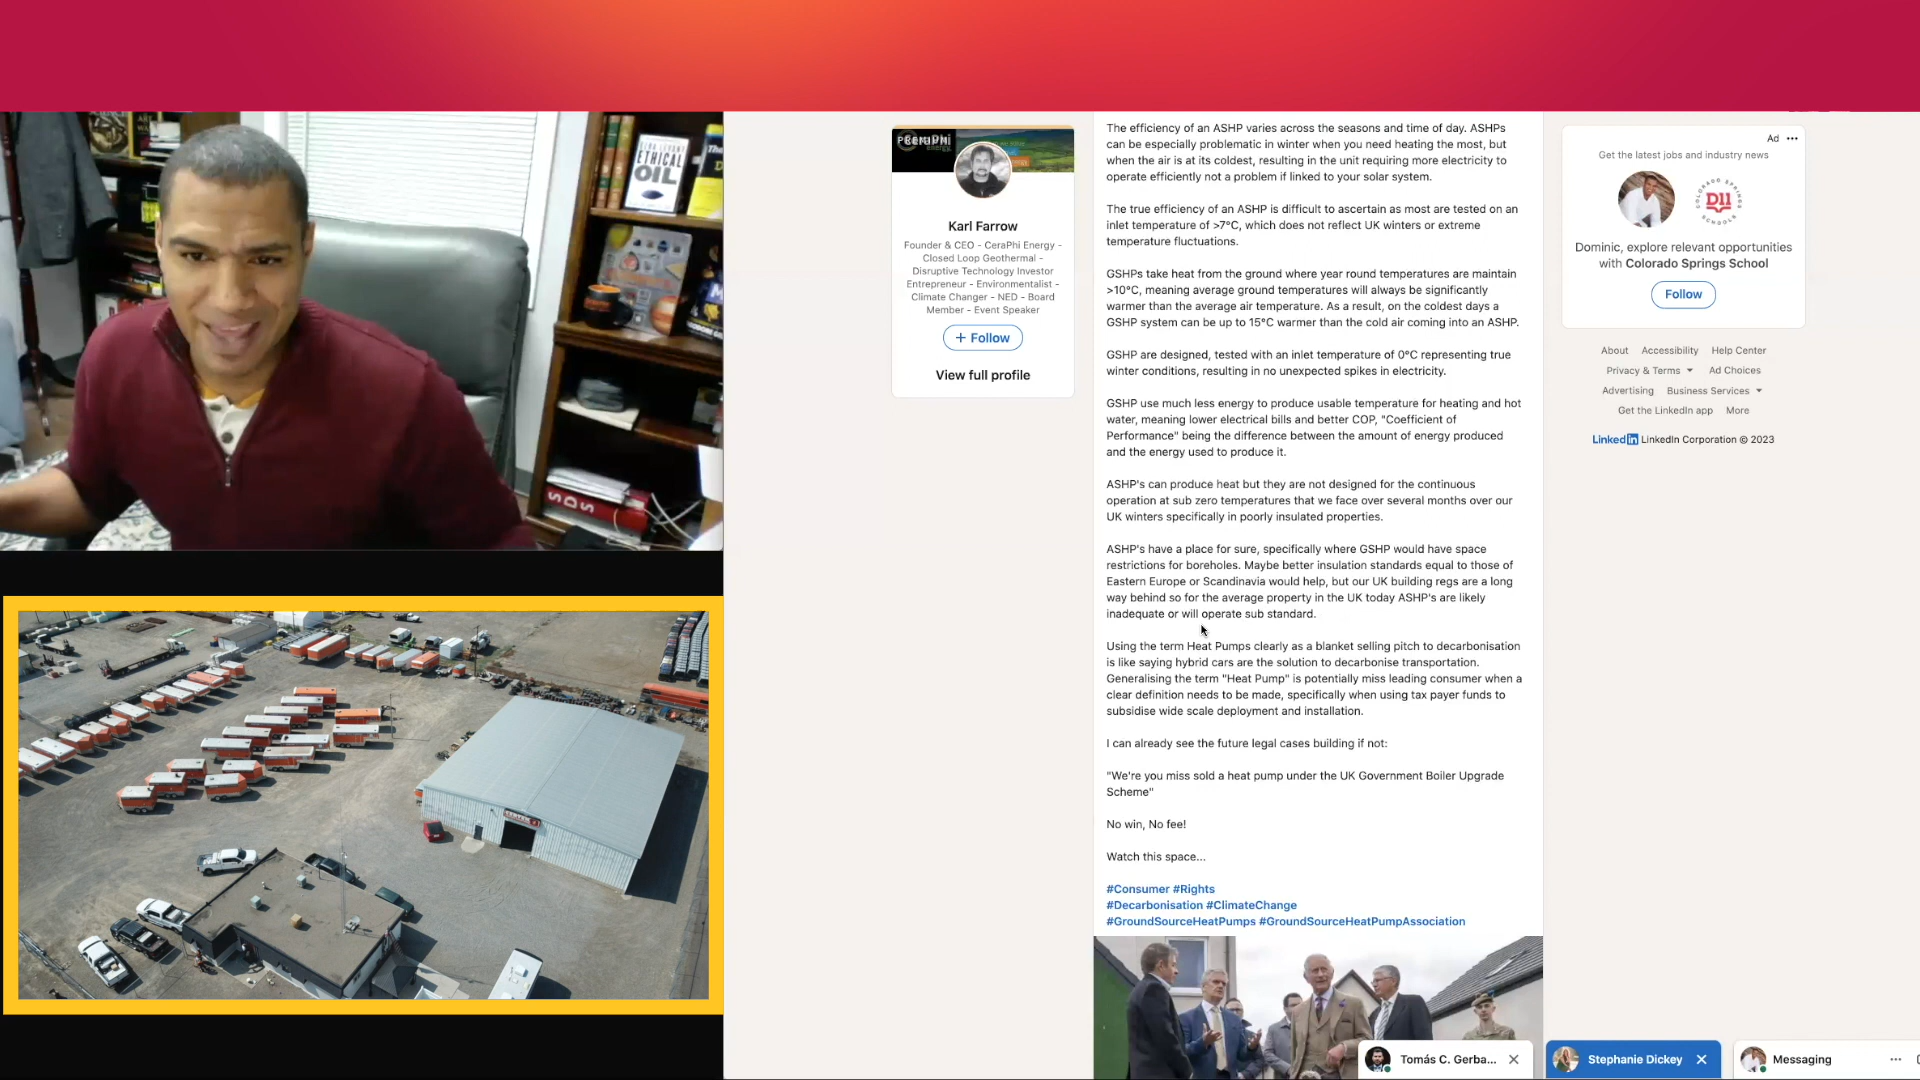 ETHICAL
OIL
SDS
Karl Farrow
Founder & CEO - CeraPhi Energy -
Closed Loop Geothermal -
Disruptive Technology Investor
Entrepreneur - Environmentalist -
Climate Changer - NED - Board
Member - Event Speaker
+ Follow
View full profile
The efficiency of an ASHP varies across the seasons and time of day. ASHPs
can be especially problematic in winter when you need heating the most, but
when the air is at its coldest, resulting in the unit requiring more electricity to
operate efficiently not a problem if linked to your solar system.
The true efficiency of an ASHP is difficult to ascertain as most are tested on an
inlet temperature of >7°C, which does not reflect UK winters or extreme
temperature fluctuations.
GSHPs take heat from the ground where year round temperatures are maintain
>10°C, meaning average ground temperatures will always be significantly
warmer than the average air temperature. As a result, on the coldest days a
GSHP system can be up to 15°C warmer than the cold air coming into an ASHP.
GSHP are designed, tested with an inlet temperature of 0°C representing true
winter conditions, resulting in no unexpected spikes in electricity.
GSHP use much less energy to produce usable temperature for heating and hot
water, meaning lower electrical bills and better COP, "Coefficient of
Performance" being the difference between the amount of energy produced
and the energy used to produce it.
ASHP's can produce heat but they are not designed for the continuous
operation at sub zero temperatures that we face over several months over our
UK winters specifically in poorly insulated properties.
ASHP's have a place for sure, specifically where GSHP would have space
restrictions for boreholes. Maybe better insulation standards equal to those of
Eastern Europe or Scandinavia would help, but our UK building regs are a long
way behind so for the average property in the UK today ASHP's are likely
inadequate or will operate sub standard.
Using the term Heat Pumps clearly as a blanket selling pitch to decarbonisation
is like saying hybrid cars are the solution to decarbonise transportation.
Generalising the term "Heat Pump" is potentially miss leading consumer when a
clear definition needs to be made, specifically when using tax payer funds to
subsidise wide scale deployment and installation.
I can already see the future legal cases building if not:
"We're you miss sold a heat pump under the UK Government Boiler Upgrade
Scheme"
No win, No fee!
Watch this space...
#Consumer #Rights
#Decarbonisation #ClimateChange
#GroundSourceHeatPumps #GroundSourceHeatPumpAssociation
Ad ···
Get the latest jobs and industry news
COLORADO SPRINGS
D11
SCHOOLS
Dominic, explore relevant opportunities
with Colorado Springs School
Follow
About Accessibility Help Center
Privacy & Terms Ad Choices
Advertising Business Services
Get the LinkedIn app More
LinkedIn LinkedIn Corporation © 2023
Tomás C. Gerba...
Stephanie Dickey
Messaging